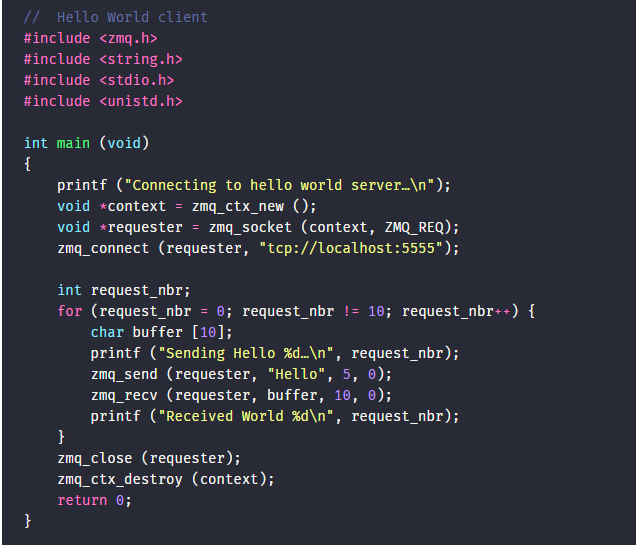 //  Hello World client
#include <zmq.h>
#include <string.h>
#include <stdio.h>
#include <unistd.h>

int main (void)
{
    printf ("Connecting to hello world server…\n");
    void *context = zmq_ctx_new ();
    void *requester = zmq_socket (context, ZMQ_REQ);
    zmq_connect (requester, "tcp://localhost:5555");

    int request_nbr;
    for (request_nbr = 0; request_nbr != 10; request_nbr++) {
        char buffer [10];
        printf ("Sending Hello %d…\n", request_nbr);
        zmq_send (requester, "Hello", 5, 0);
        zmq_recv (requester, buffer, 10, 0);
        printf ("Received World %d\n", request_nbr);
    }
    zmq_close (requester);
    zmq_ctx_destroy (context);
    return 0;
}